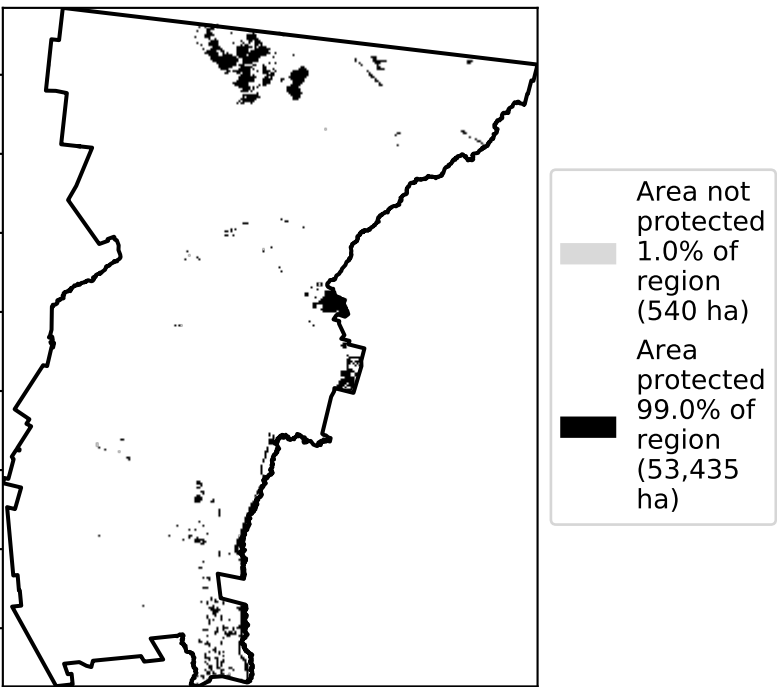 Area not
protected
1.0% of
region
(540 ha)
Area
protected
99.0% of
region
(53,435
ha)